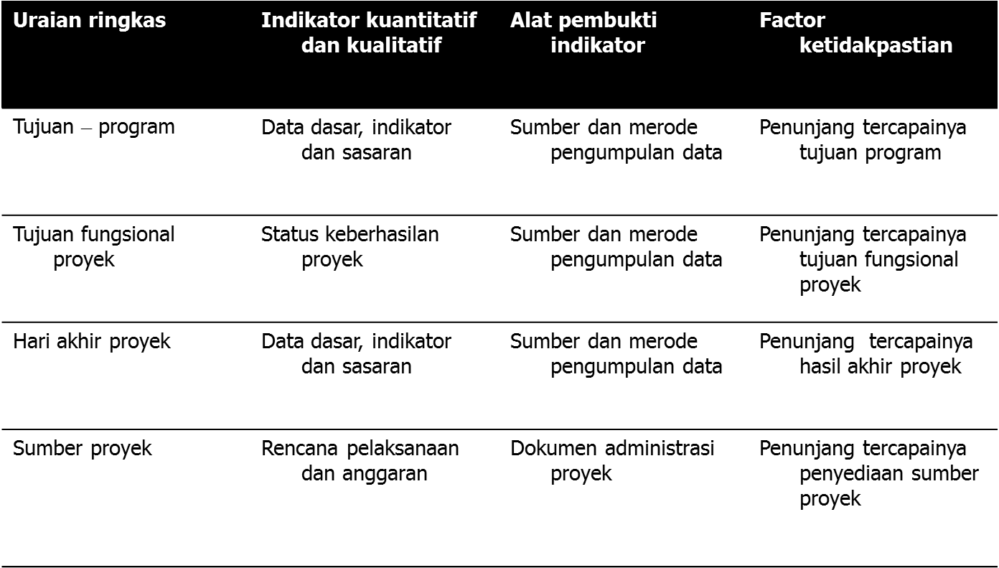 Uraian ringkas
Indikator kuantitatif
dan kualitatif
Alat pembukti
indikator
Factor
ketidakpastian
Tujuan – program
Data dasar, indikator
dan sasaran
Sumber dan merode
pengumpulan data
Penunjang tercapainya
tujuan program
Tujuan fungsional
proyek
Status keberhasilan
proyek
Sumber dan merode
pengumpulan data
Penunjang tercapainya
tujuan fungsional
proyek
Hari akhir proyek
Data dasar, indikator
dan sasaran
Sumber dan merode
pengumpulan data
Penunjang tercapainya
hasil akhir proyek
Sumber proyek
Rencana pelaksanaan
dan anggaran
Dokumen administrasi
proyek
Penunjang tercapainya
penyediaan sumber
proyek